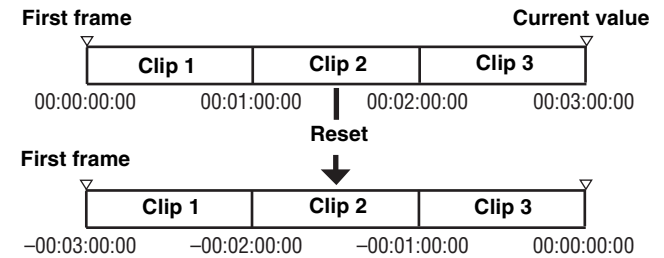 First frame Current value
Clip 1 Clip 2 Clip 3
00:00:00:00 00:01:00:00 00:02:00:00 00:03:00:00
Reset
First frame
Clip 1 Clip 2 Clip 3
–00:03:00:00 –00:02:00:00 –00:01:00:00 00:00:00:00